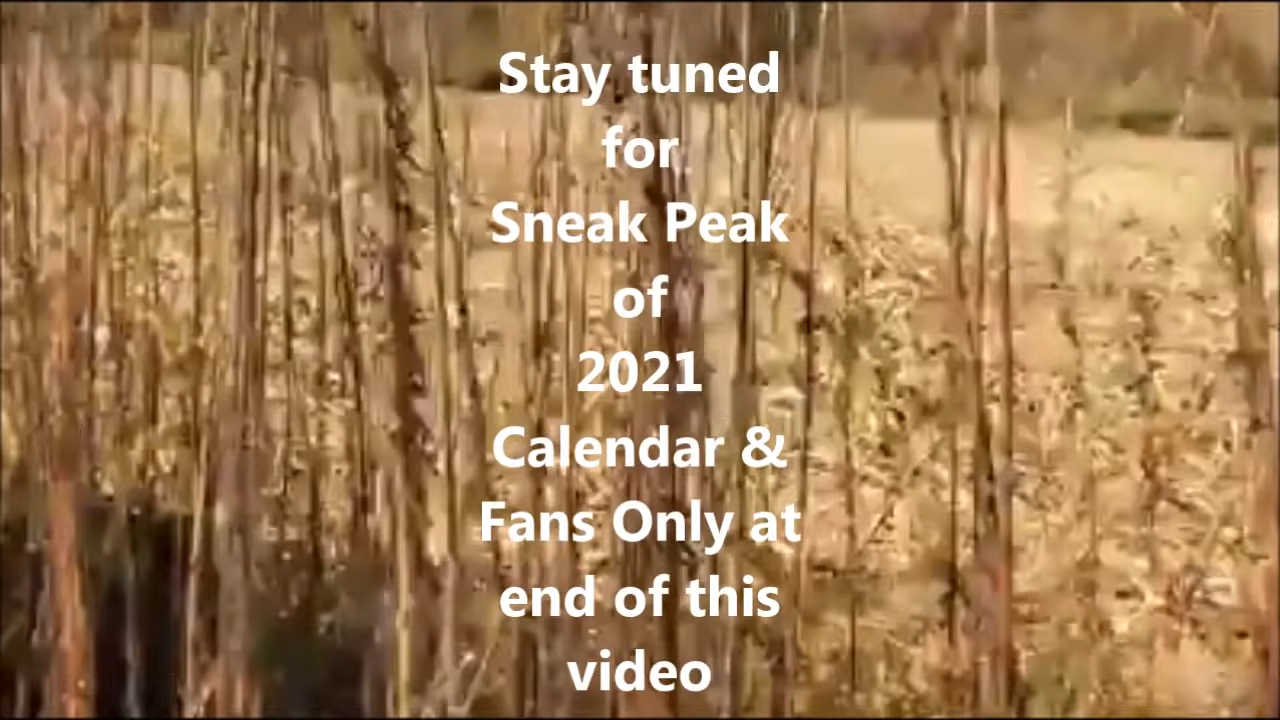 Stay tuned
for
Sneak Peak
of
2021
Calendar &
Fans Only at
end of this
video